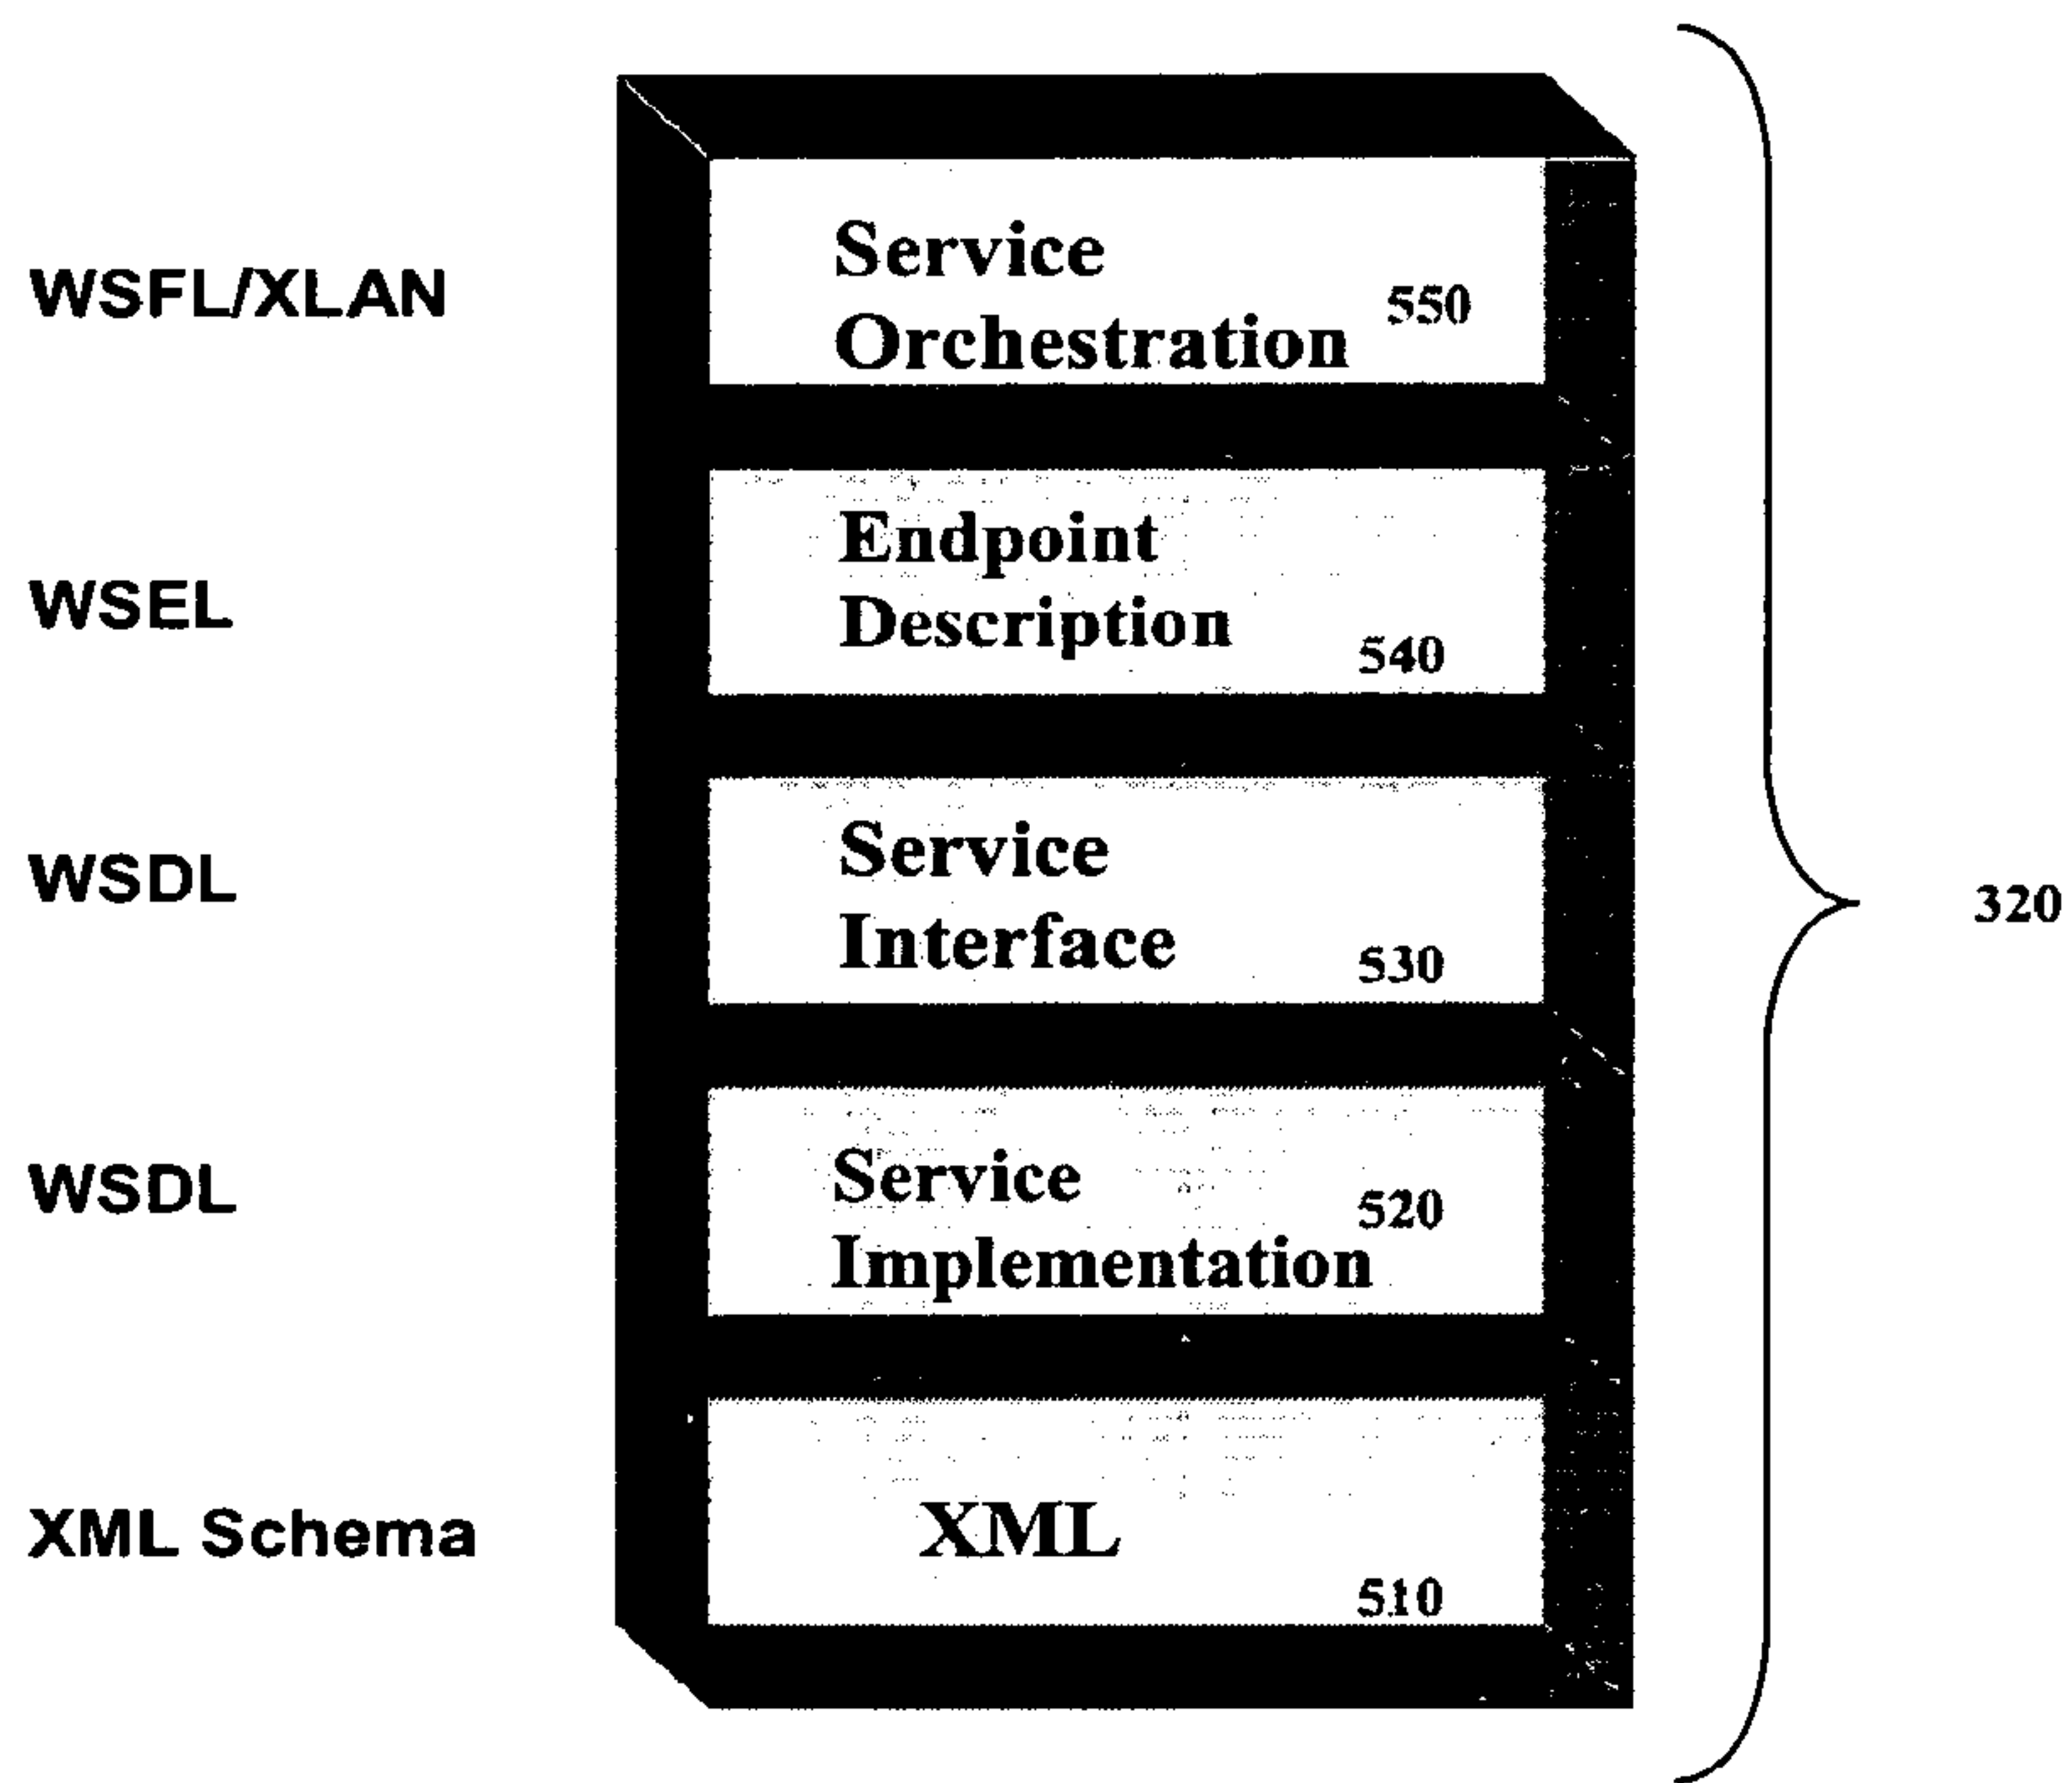 WSFL/XLAN
Service
Orchestration
550
WSEL
Endpoint
Description
540
WSDL
Service
Interface
530
320
WSDL
Service
Implementation
520
XML Schema
XML
510